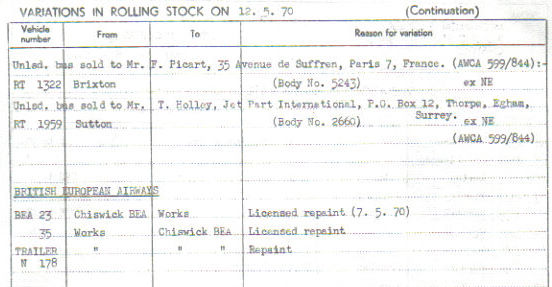 VARIATIONS IN ROLLING STOCK ON 12. 5. 70 (Continuation)
Vehicle number From To Reason for variation
Unlsd. bus sold to Mr. F. Picart, 35 Avenue de Suffren, Paris 7, France. (AWCA 599/844):-
RT 1322 Brixton (Body No. 5243) ex NE
Unlsd. bus sold to Mr. T. Holley, Jet Part International, P.O. Box 12, Thorpe, Egham,
Surrey.
RT 1959 Sutton (Body No. 2660) ex NE
(AWCA 599/844)
BRITISH EUROPEAN AIRWAYS
BEA 23 Chiswick BEA Works Licensed repaint (7. 5. 70)
35 Works Chiswick BEA Licensed repaint
TRAILER " " " Repaint
N 178